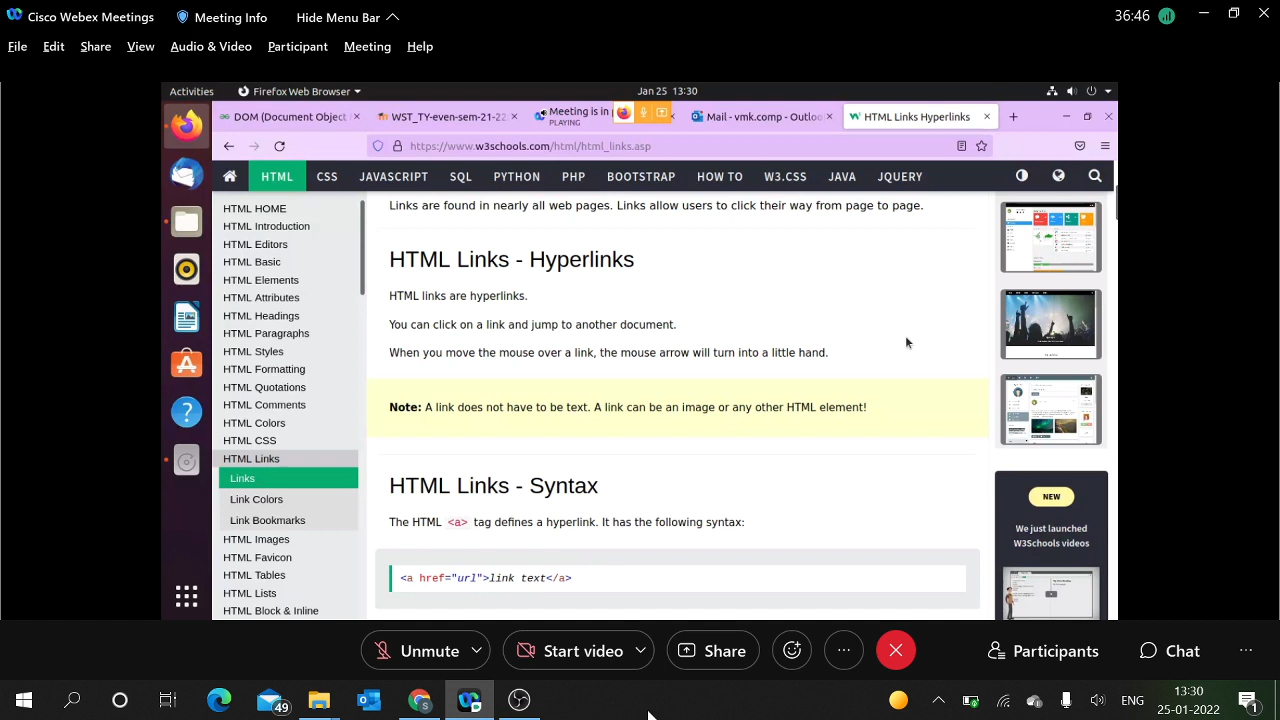 Cisco Webex Meetings
Meeting Info
Hide Menu Bar
36:46
File Edit Share View Audio & Video Participant Meeting Help
Activities
Firefox Web Browser
Jan 25 13:30
DOM (Document Object
WST_TY-even-sem-21-22
Meeting is in
PLAYING
Mail - vmk.comp - Outloo
HTML Links Hyperlinks
https://www.w3schools.com/html/html_links.asp
HTML CSS JAVASCRIPT SQL PYTHON PHP BOOTSTRAP HOW TO W3.CSS JAVA JQUERY
HTML HOME
HTML Introduction
HTML Editors
HTML Basic
HTML Elements
HTML Attributes
HTML Headings
HTML Paragraphs
HTML Styles
HTML Formatting
HTML Quotations
HTML Comments
HTML Colors
HTML CSS
HTML Links
Links
Link Colors
Link Bookmarks
HTML Images
HTML Favicon
HTML Tables
HTML Lists
HTML Block & Inline
Links are found in nearly all web pages. Links allow users to click their way from page to page.
HTML Links - Hyperlinks
HTML links are hyperlinks.
You can click on a link and jump to another document.
When you move the mouse over a link, the mouse arrow will turn into a little hand.
Note: A link does not have to be text. A link can be an image or any other HTML element!
HTML Links - Syntax
The HTML <a> tag defines a hyperlink. It has the following syntax:
<a href="url">link text</a>
NEW
We just launched
W3Schools videos
Unmute
Start video
Share
Participants
Chat
49
ENG
13:30
25-01-2022
1